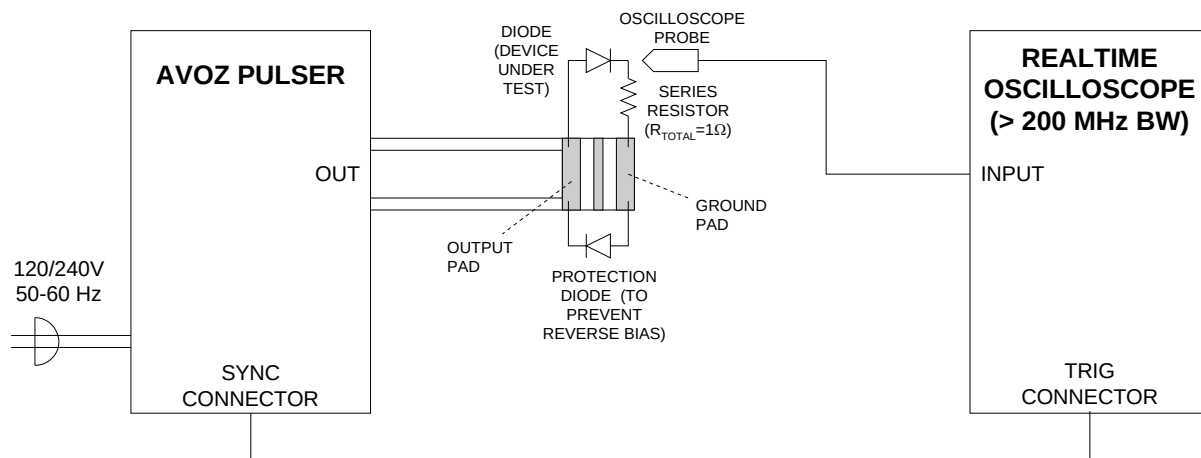 AVOZ PULSER
OUT
120/240V
50-60 Hz
SYNC
CONNECTOR
DIODE
(DEVICE
UNDER
TEST)
OSCILLOSCOPE
PROBE
SERIES
RESISTOR
(RTOTAL=1Ω)
OUTPUT
PAD
GROUND
PAD
PROTECTION
DIODE (TO
PREVENT
REVERSE BIAS)
REALTIME
OSCILLOSCOPE
(> 200 MHz BW)
INPUT
TRIG
CONNECTOR